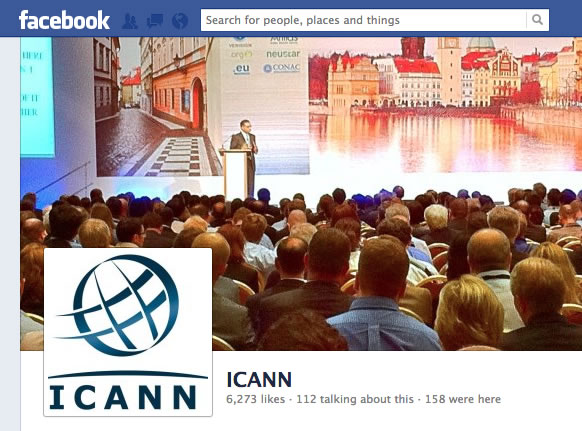 facebook
Search for people, places and things
neustar
.eu
CONAC
ICANN
ICANN
6,273 likes · 112 talking about this · 158 were here